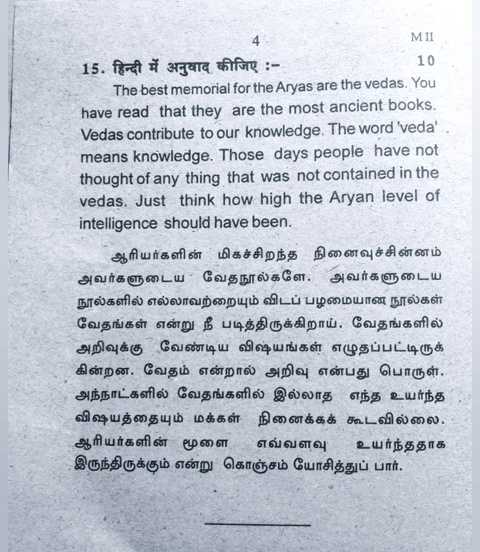 4 M II
15. हिन्दी में अनुवाद कीजिए :– 10
The best memorial for the Aryas are the vedas. You
have read that they are the most ancient books.
Vedas contribute to our knowledge. The word 'veda'
means knowledge. Those days people have not
thought of any thing that was not contained in the
vedas. Just think how high the Aryan level of
intelligence should have been.
ஆரியர்களின் மிகச்சிறந்த நினைவுச்சின்னம்
அவர்களுடைய வேதநூல்களே. அவர்களுடைய
நூல்களில் எல்லாவற்றையும் விடப் பழமையான நூல்கள்
வேதங்கள் என்று நீ படித்திருக்கிறாய். வேதங்களில்
அறிவுக்கு வேண்டிய விஷயங்கள் எழுதப்பட்டிருக்
கின்றன. வேதம் என்றால் அறிவு என்பது பொருள்.
அந்நாட்களில் வேதங்களில் இல்லாத எந்த உயர்ந்த
விஷயத்தையும் மக்கள் நினைக்கக் கூடவில்லை.
ஆரியர்களின் மூளை எவ்வளவு உயர்ந்ததாக
இருந்திருக்கும் என்று கொஞ்சம் யோசித்துப் பார்.